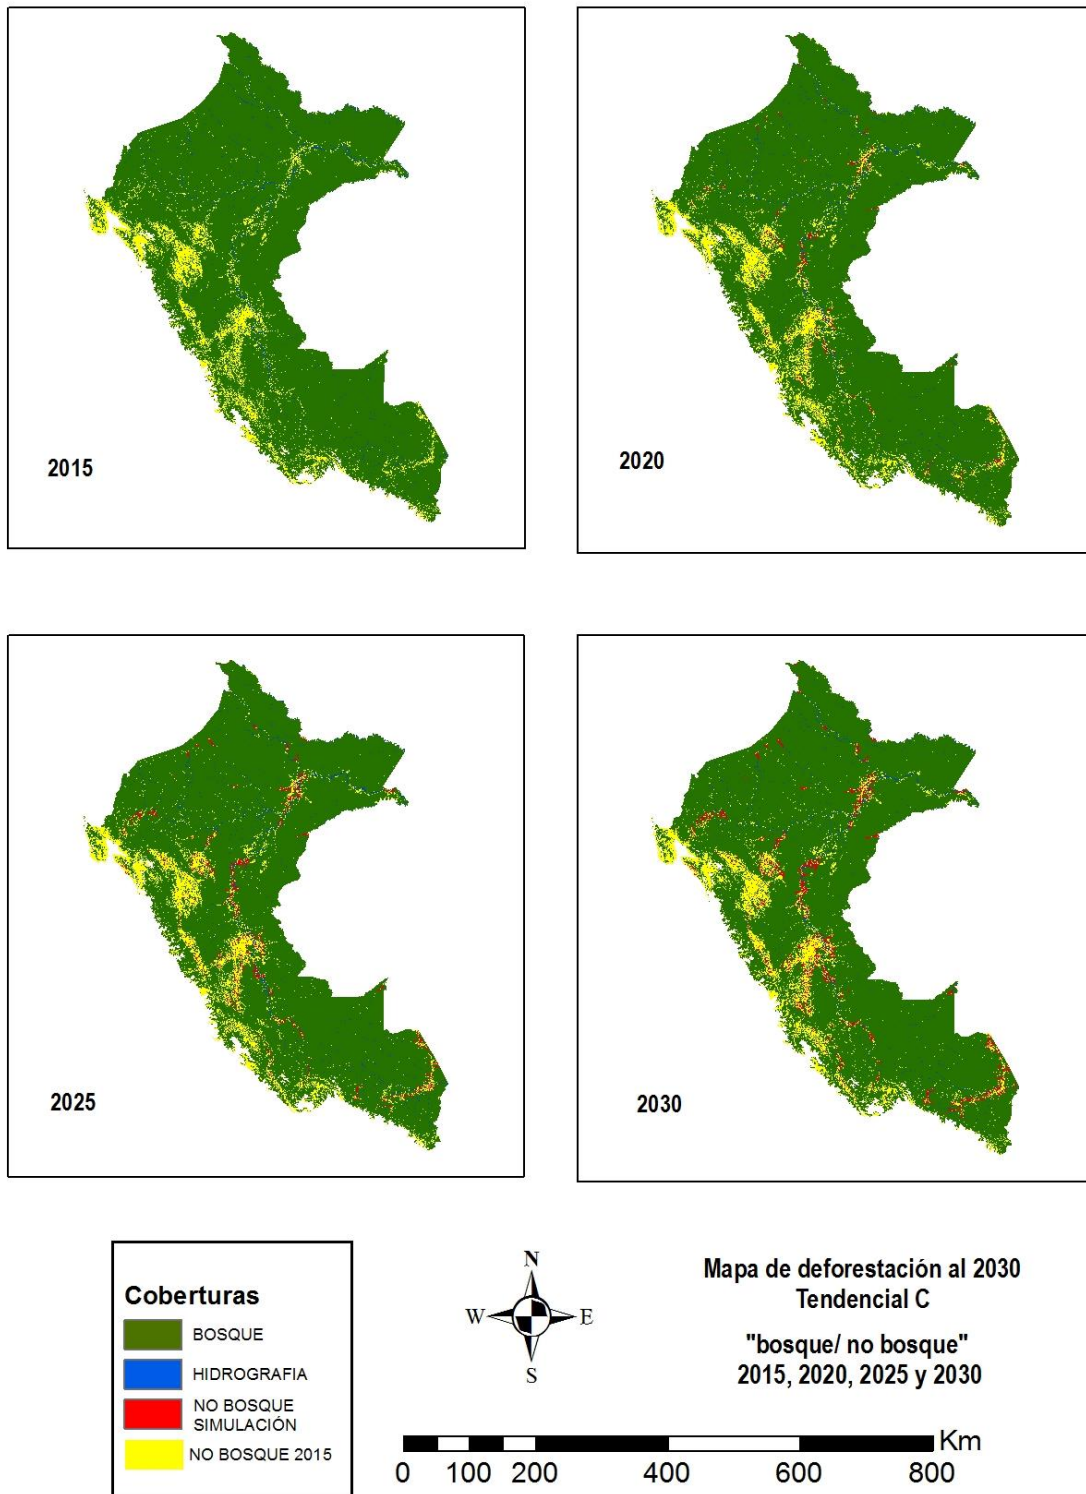 2015
2020
2025
2030
Coberturas
BOSQUE
HIDROGRAFIA
NO BOSQUE
SIMULACIÓN
NO BOSQUE 2015
N
W
E
S
Mapa de deforestación al 2030
Tendencial C
"bosque/ no bosque"
2015, 2020, 2025 y 2030
Km
0 100 200 400 600 800